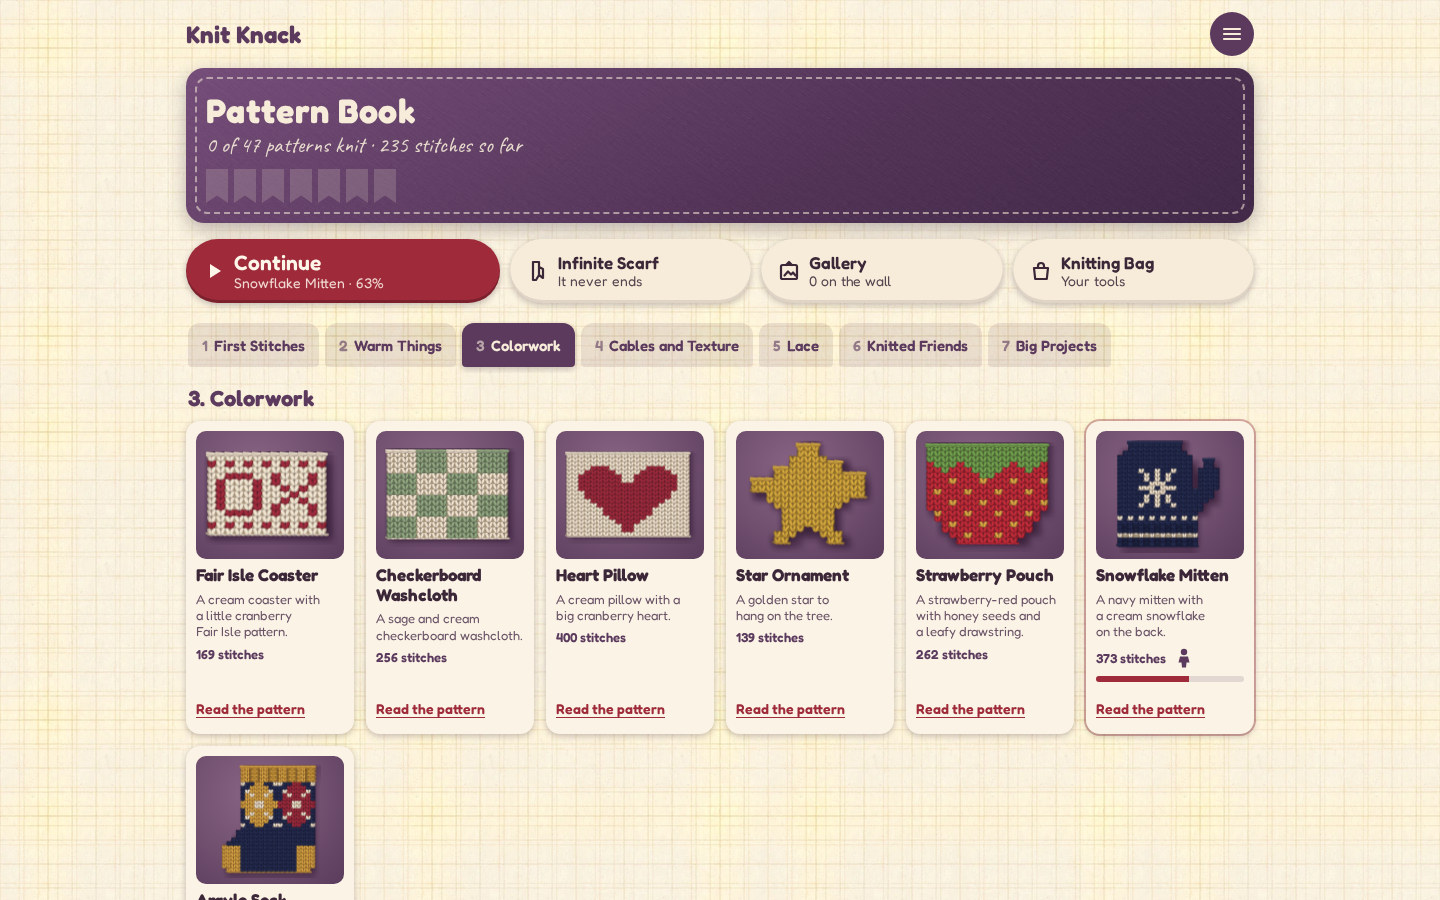 Knit Knack
Pattern Book
0 of 47 patterns knit · 235 stitches so far
Continue
Snowflake Mitten · 63%
Infinite Scarf
It never ends
Gallery
0 on the wall
Knitting Bag
Your tools
1 First Stitches
2 Warm Things
3 Colorwork
4 Cables and Texture
5 Lace
6 Knitted Friends
7 Big Projects
3. Colorwork
Fair Isle Coaster
A cream coaster with
a little cranberry
Fair Isle pattern.
169 stitches
Read the pattern
Checkerboard
Washcloth
A sage and cream
checkerboard washcloth.
256 stitches
Read the pattern
Heart Pillow
A cream pillow with a
big cranberry heart.
400 stitches
Read the pattern
Star Ornament
A golden star to
hang on the tree.
139 stitches
Read the pattern
Strawberry Pouch
A strawberry-red pouch
with honey seeds and
a leafy drawstring.
262 stitches
Read the pattern
Snowflake Mitten
A navy mitten with
a cream snowflake
on the back.
373 stitches
Read the pattern
Argyle Sock